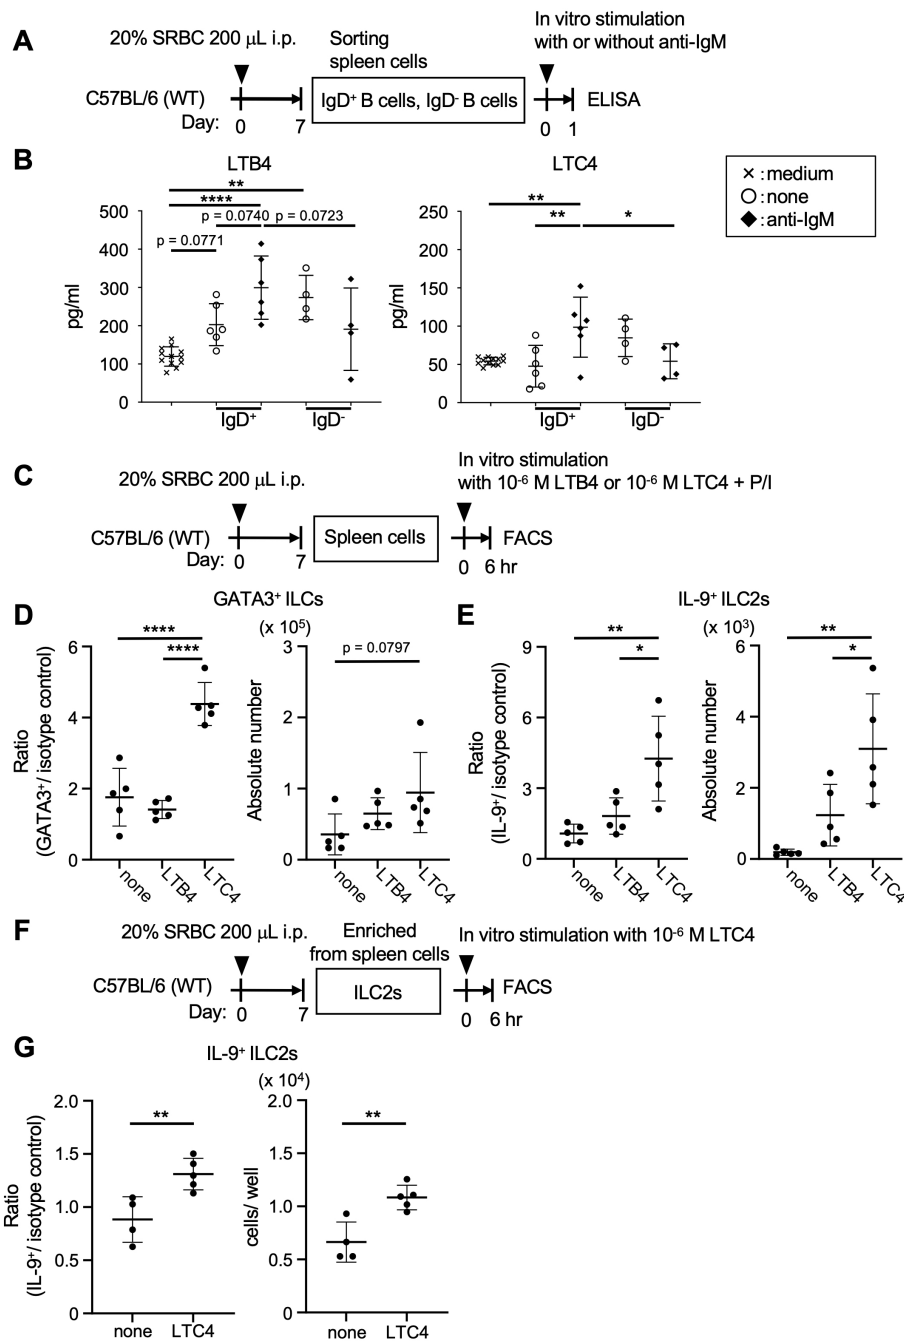 A
20% SRBC 200 μL i.p.
Sorting
spleen cells
In vitro stimulation
with or without anti-IgM
C57BL/6 (WT)
IgD⁺ B cells, IgD⁻ B cells
ELISA
Day: 0 7 0 1
B
LTB4
LTC4
×:medium
○:none
◆:anti-IgM
**
****
p = 0.0740
p = 0.0723
p = 0.0771
pg/ml
500
400
300
200
100
0
IgD⁺
IgD⁻
**
**
*
pg/ml
250
200
150
100
50
0
IgD⁺
IgD⁻
C
20% SRBC 200 μL i.p.
In vitro stimulation
with 10⁻⁶ M LTB4 or 10⁻⁶ M LTC4 + P/I
C57BL/6 (WT)
Spleen cells
FACS
Day: 0 7 0 6 hr
D
GATA3⁺ ILCs
****
****
Ratio
(GATA3⁺/ isotype control)
6
4
2
0
none
LTB4
LTC4
(x 10⁵)
p = 0.0797
Absolute number
3
2
1
0
none
LTB4
LTC4
E
IL-9⁺ ILC2s
**
*
Ratio
(IL-9⁺/ isotype control)
9
6
3
0
none
LTB4
LTC4
(x 10³)
**
*
Absolute number
6
4
2
0
none
LTB4
LTC4
F
20% SRBC 200 μL i.p.
Enriched
from spleen cells
In vitro stimulation with 10⁻⁶ M LTC4
C57BL/6 (WT)
ILC2s
FACS
Day: 0 7 0 6 hr
G
IL-9⁺ ILC2s
**
Ratio
(IL-9⁺/ isotype control)
2.0
1.5
1.0
0.5
0
none
LTC4
(x 10⁴)
**
cells/ well
2.0
1.5
1.0
0.5
0
none
LTC4